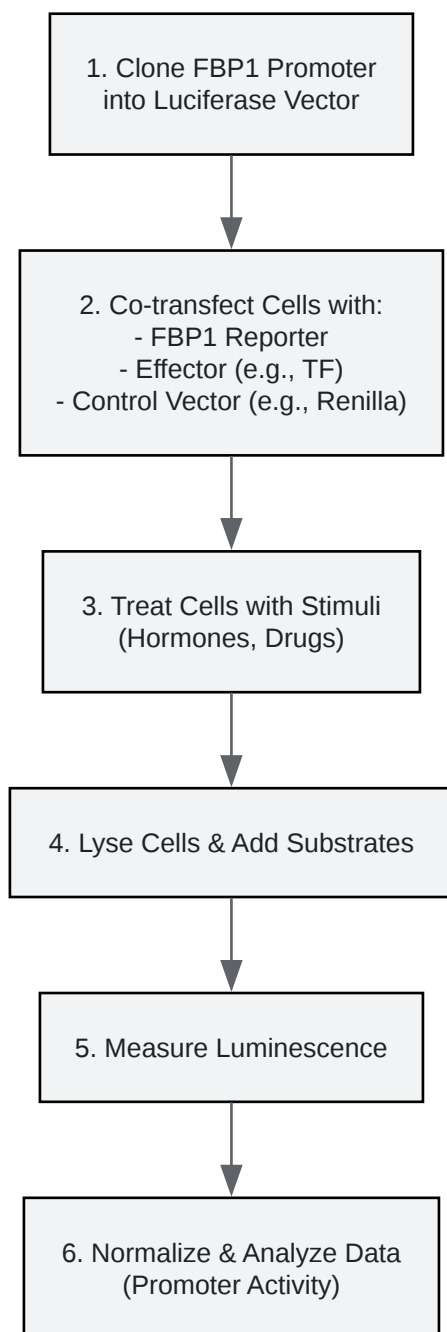 1. Clone FBP1 Promoter
into Luciferase Vector
2. Co-transfect Cells with:
- FBP1 Reporter
- Effector (e.g., TF)
- Control Vector (e.g., Renilla)
3. Treat Cells with Stimuli
(Hormones, Drugs)
4. Lyse Cells & Add Substrates
5. Measure Luminescence
6. Normalize & Analyze Data
(Promoter Activity)